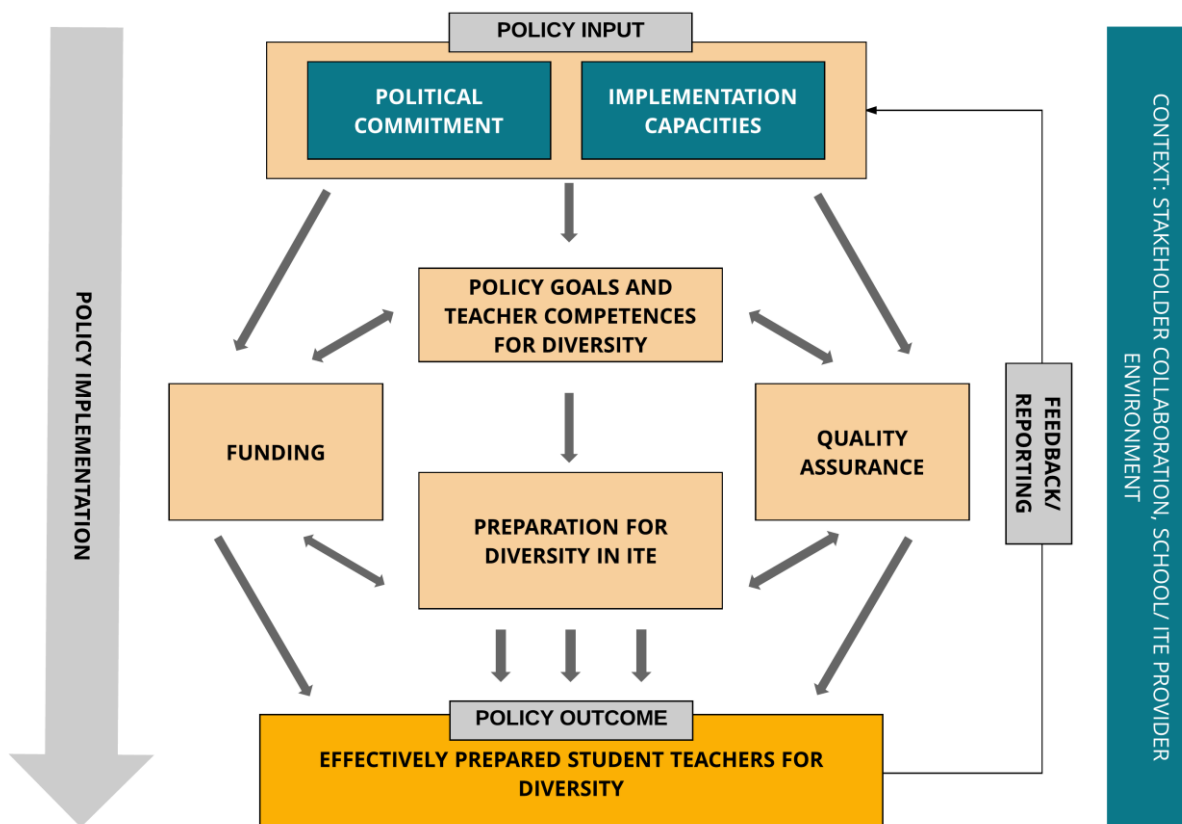 POLICY INPUT
POLITICAL
COMMITMENT
IMPLEMENTATION
CAPACITIES
POLICY GOALS AND
TEACHER COMPETENCES
FOR DIVERSITY
FUNDING
QUALITY
ASSURANCE
PREPARATION FOR
DIVERSITY IN ITE
POLICY OUTCOME
EFFECTIVELY PREPARED STUDENT TEACHERS FOR
DIVERSITY
POLICY IMPLEMENTATION
FEEDBACK/
REPORTING
CONTEXT: STAKEHOLDER COLLABORATION, SCHOOL/ ITE PROVIDER
ENVIRONMENT